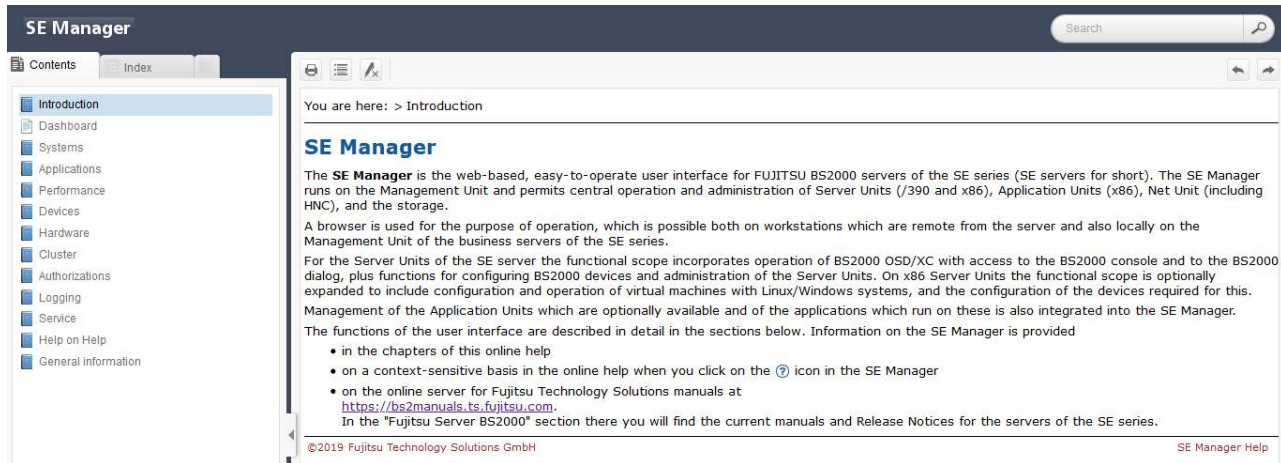 SE Manager
Search
Contents
Index
Introduction
Dashboard
Systems
Applications
Performance
Devices
Hardware
Cluster
Authorizations
Logging
Service
Help on Help
General information
You are here: > Introduction
SE Manager
The SE Manager is the web-based, easy-to-operate user interface for FUJITSU BS2000 servers of the SE series (SE servers for short). The SE Manager
runs on the Management Unit and permits central operation and administration of Server Units (/390 and x86), Application Units (x86), Net Unit (including
HNC), and the storage.
A browser is used for the purpose of operation, which is possible both on workstations which are remote from the server and also locally on the
Management Unit of the business servers of the SE series.
For the Server Units of the SE server the functional scope incorporates operation of BS2000 OSD/XC with access to the BS2000 console and to the BS2000
dialog, plus functions for configuring BS2000 devices and administration of the Server Units. On x86 Server Units the functional scope is optionally
expanded to include configuration and operation of virtual machines with Linux/Windows systems, and the configuration of the devices required for this.
Management of the Application Units which are optionally available and of the applications which run on these is also integrated into the SE Manager.
The functions of the user interface are described in detail in the sections below. Information on the SE Manager is provided
• in the chapters of this online help
• on a context-sensitive basis in the online help when you click on the ? icon in the SE Manager
• on the online server for Fujitsu Technology Solutions manuals at
https://bs2manuals.ts.fujitsu.com.
In the "Fujitsu Server BS2000" section there you will find the current manuals and Release Notices for the servers of the SE series.
©2019 Fujitsu Technology Solutions GmbH
SE Manager Help